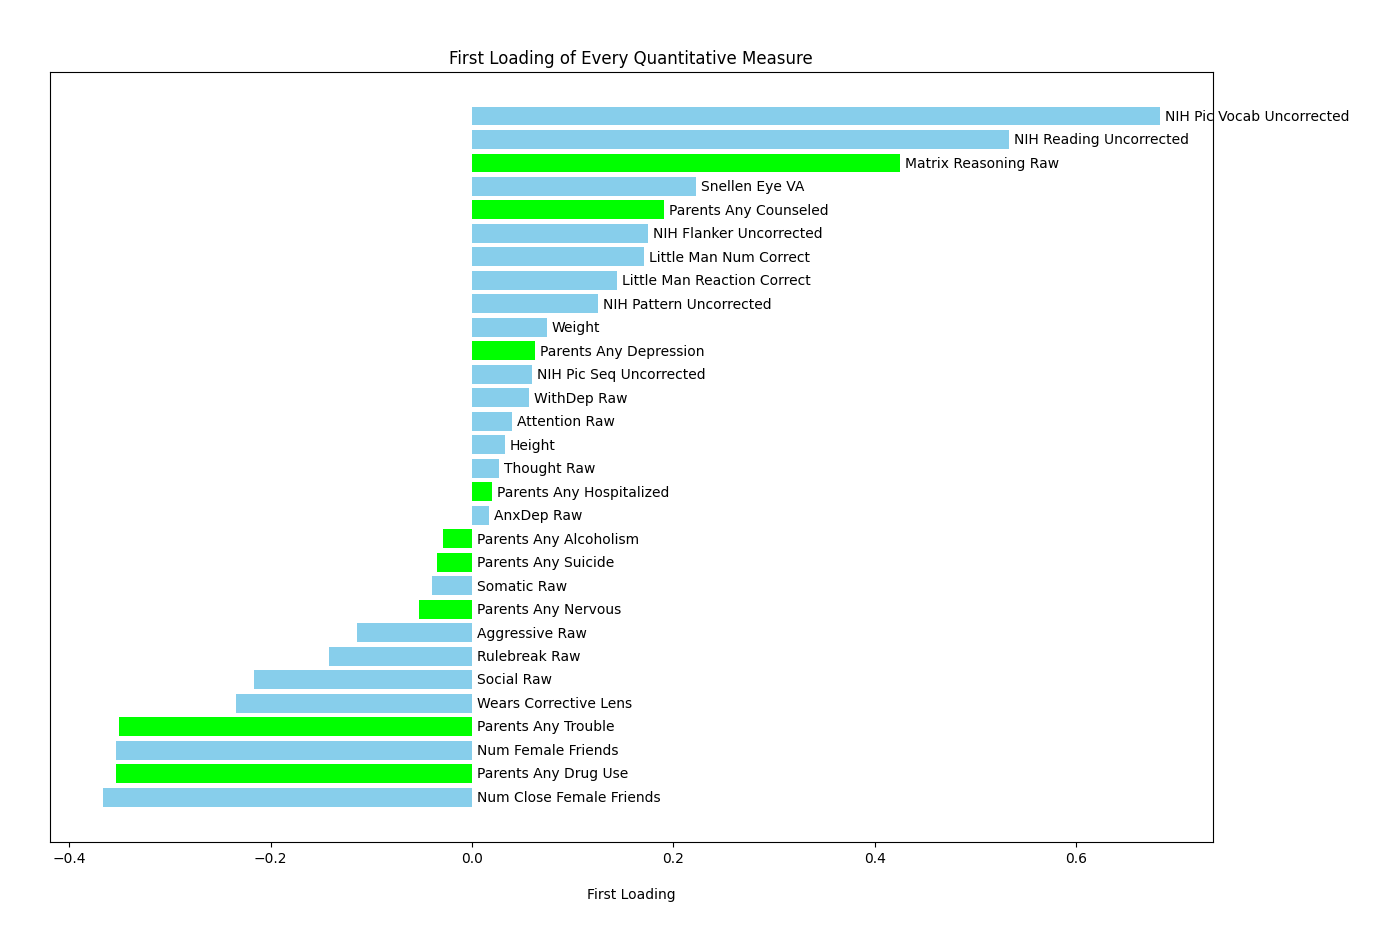 First Loading of Every Quantitative Measure
NIH Pic Vocab Uncorrected
NIH Reading Uncorrected
Matrix Reasoning Raw
Snellen Eye VA
Parents Any Counseled
NIH Flanker Uncorrected
Little Man Num Correct
Little Man Reaction Correct
NIH Pattern Uncorrected
Weight
Parents Any Depression
NIH Pic Seq Uncorrected
WithDep Raw
Attention Raw
Height
Thought Raw
Parents Any Hospitalized
AnxDep Raw
Parents Any Alcoholism
Parents Any Suicide
Somatic Raw
Parents Any Nervous
Aggressive Raw
Rulebreak Raw
Social Raw
Wears Corrective Lens
Parents Any Trouble
Num Female Friends
Parents Any Drug Use
Num Close Female Friends
−0.4 −0.2 0.0 0.2 0.4 0.6
First Loading